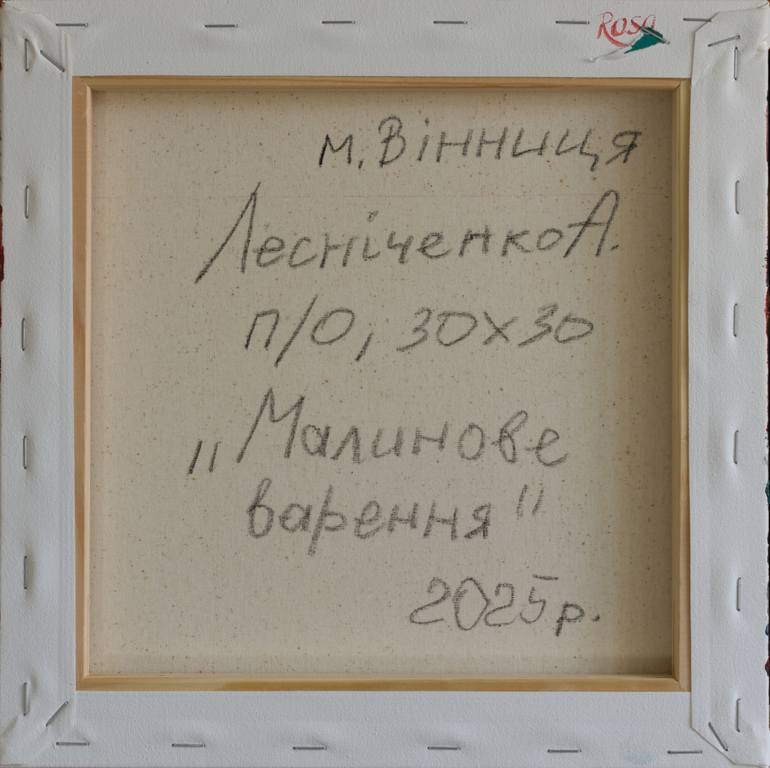 Rosa
м. Вінниця
Лесніченко А.
п/о, 30х30
„Малинове
варення"
2025р.